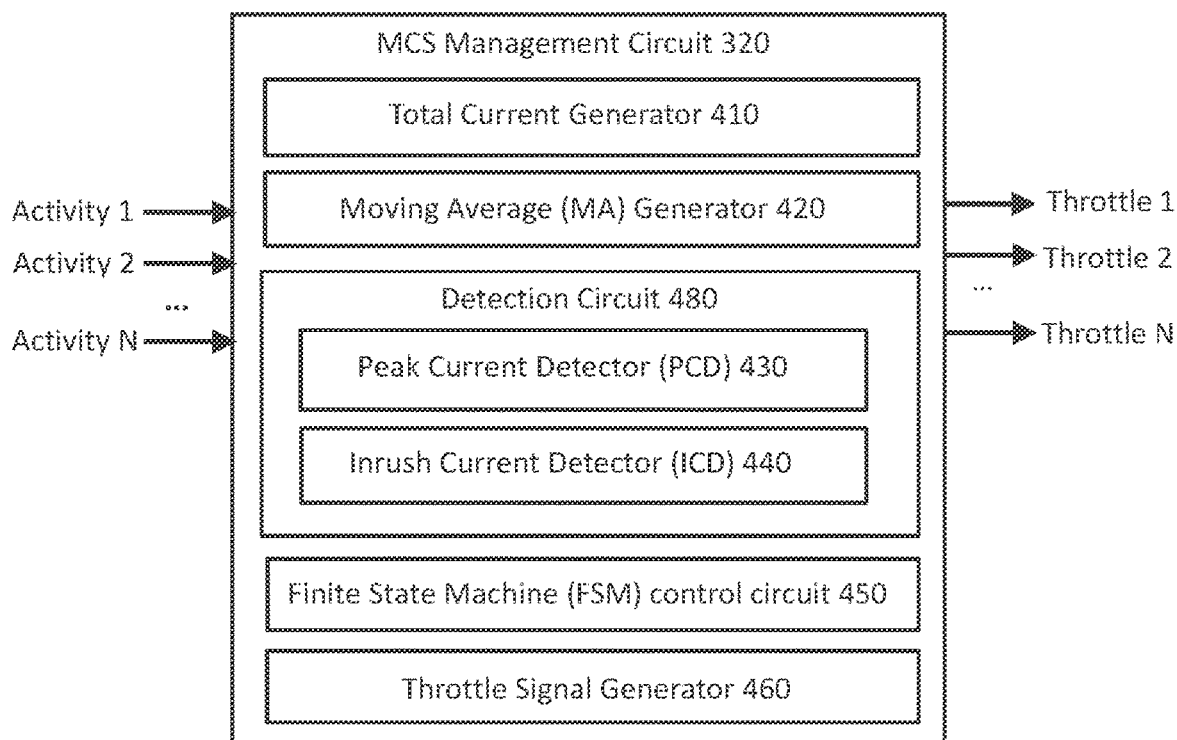 MCS Management Circuit 320
Total Current Generator 410
Moving Average (MA) Generator 420
Activity 1
Activity 2
...
Activity N
Throttle 1
Throttle 2
...
Throttle N
Detection Circuit 480
Peak Current Detector (PCD) 430
Inrush Current Detector (ICD) 440
Finite State Machine (FSM) control circuit 450
Throttle Signal Generator 460